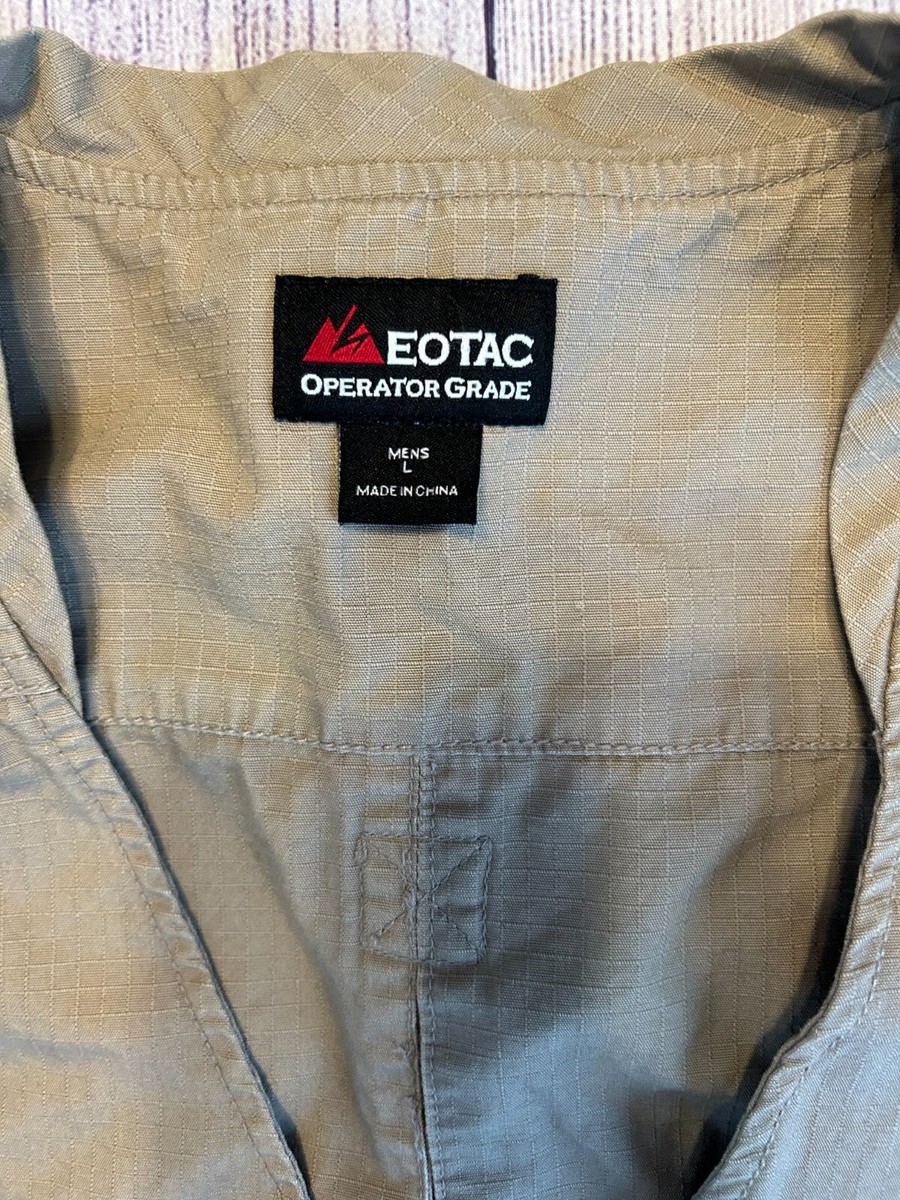 EOTAC
OPERATOR GRADE
MENS
L
MADE IN CHINA